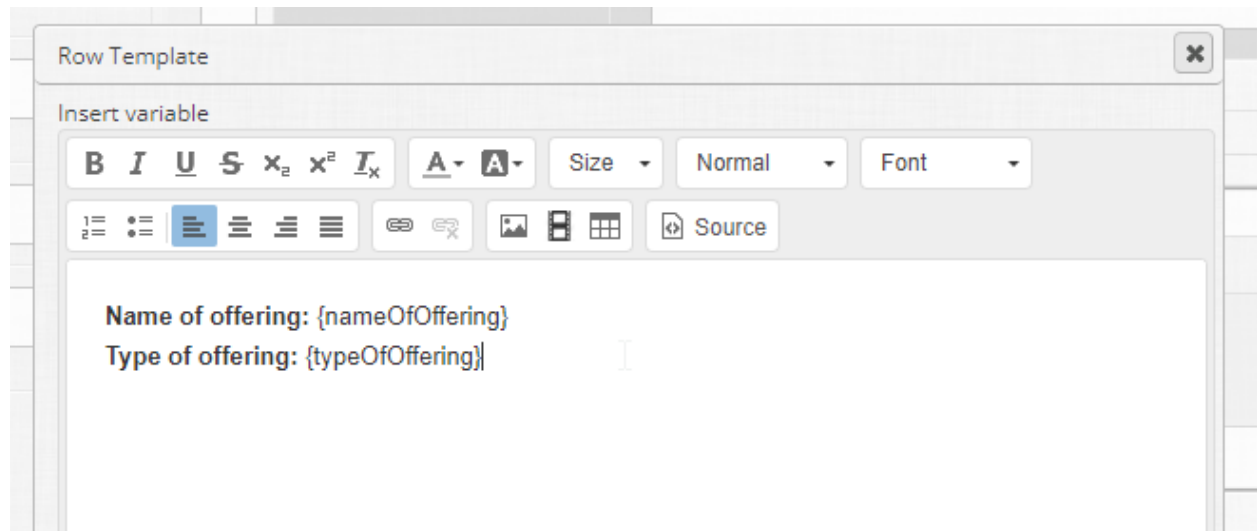 Row Template
Insert variable
B I U S x₂ x² Tx A A Size Normal Font
Source
Name of offering: {nameOfOffering}
Type of offering: {typeOfOffering}